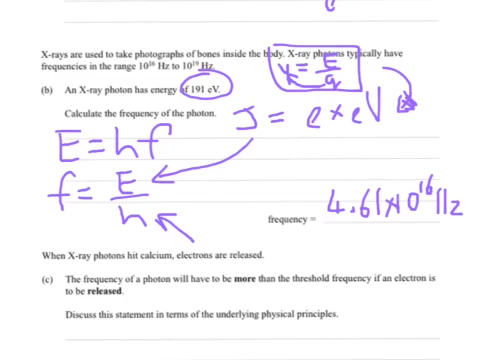 X-rays are used to take photographs of bones inside the body. X-ray photons typically have
frequencies in the range 10¹⁶ Hz to 10¹⁹ Hz.
V = E/q
(b) An X-ray photon has energy of 191 eV.
Calculate the frequency of the photon.
J = e × eV
E = hf
f = E/h
frequency = 4.61×10¹⁶ Hz
When X-ray photons hit calcium, electrons are released.
(c) The frequency of a photon will have to be more than the threshold frequency if an electron is
to be released.
Discuss this statement in terms of the underlying physical principles.